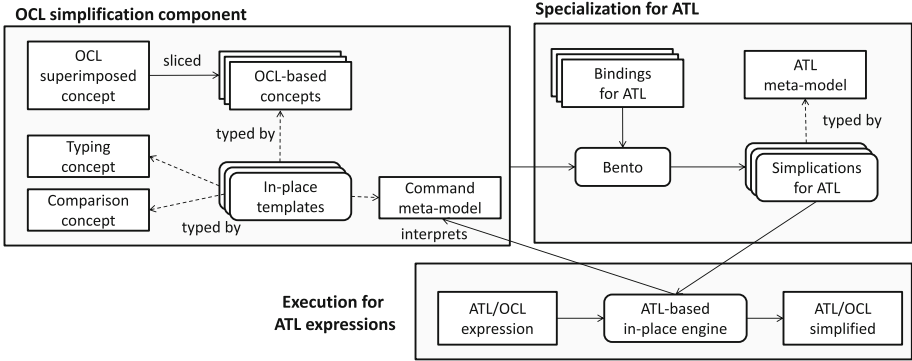 OCL simplification component
OCL
superimposed
concept
sliced
OCL-based
concepts
typed by
Typing
concept
Comparison
concept
In-place
templates
typed by
Command
meta-model
interprets
Specialization for ATL
Bindings
for ATL
ATL
meta-model
typed by
Bento
Simplications
for ATL
Execution for
ATL expressions
ATL/OCL
expression
ATL-based
in-place engine
ATL/OCL
simplified